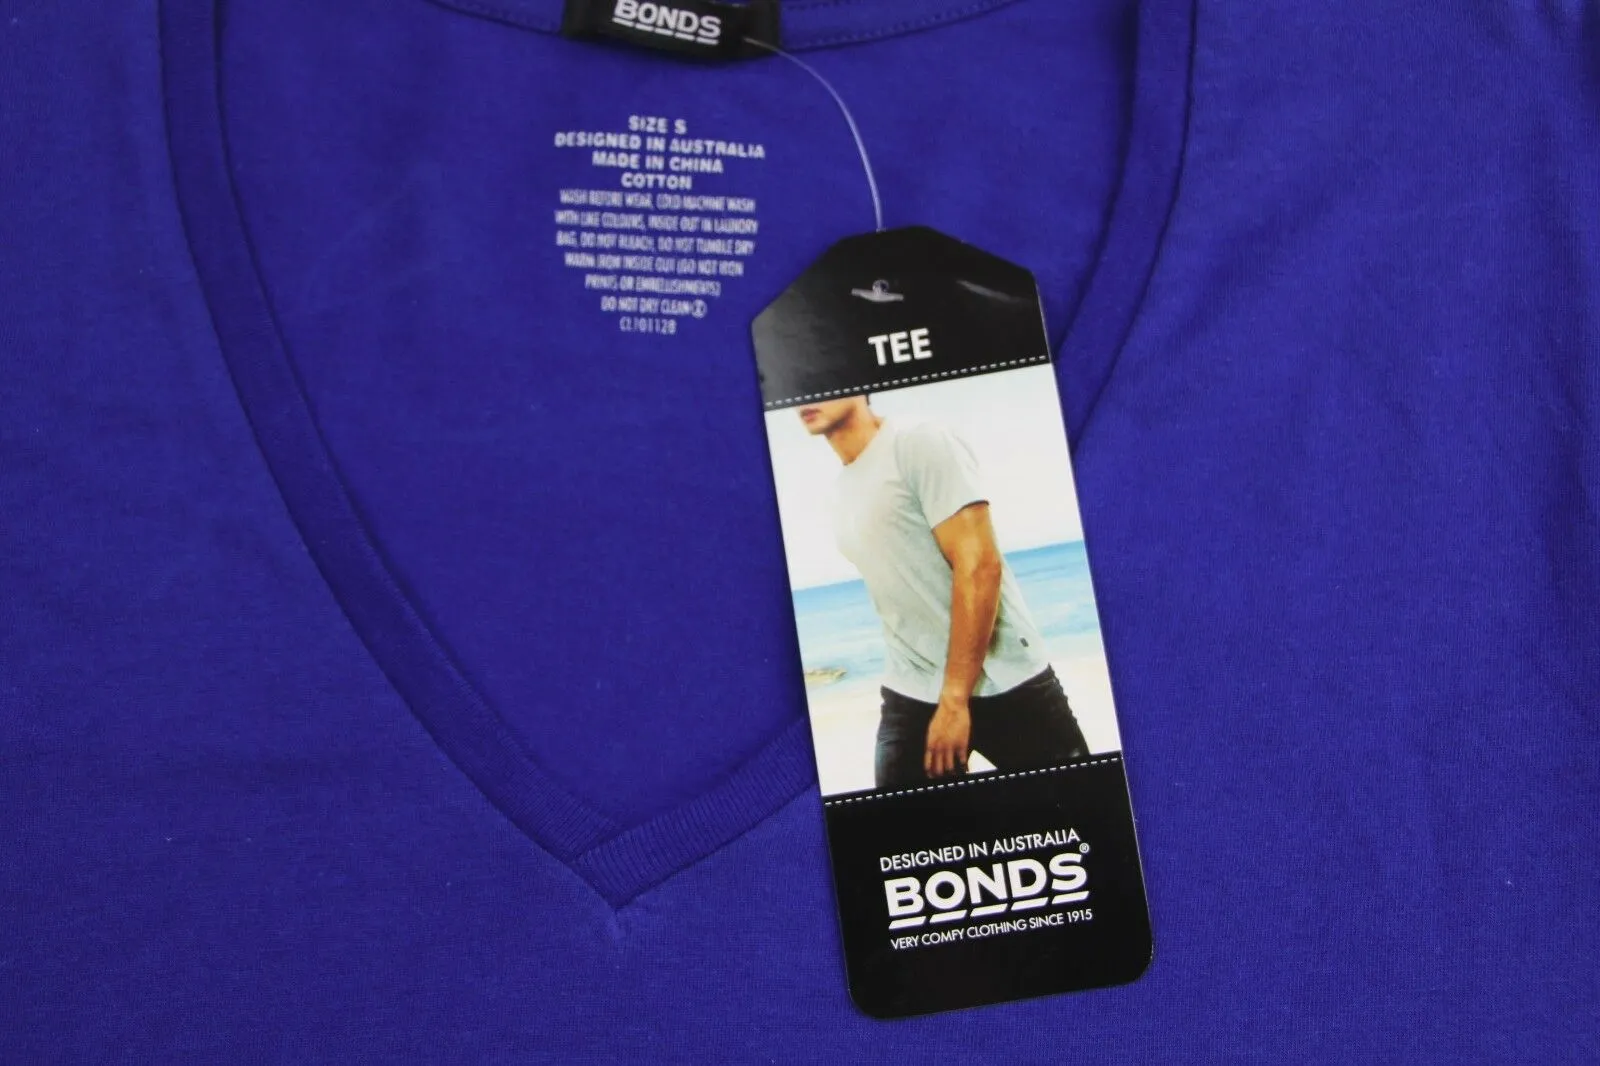 BONDS
SIZE S
DESIGNED IN AUSTRALIA
MADE IN CHINA
COTTON
WASH BEFORE WEAR, COLD MACHINE WASH
WITH LIKE COLOURS, INSIDE OUT IN LAUNDRY
BAG, DO NOT BLEACH, DO NOT TUMBLE DRY
WARM IRON INSIDE OUT (DO NOT IRON
PRINTS OR EMBELLISHMENTS)
DO NOT DRY CLEAN
TEE
DESIGNED IN AUSTRALIA
BONDS®
VERY COMFY CLOTHING SINCE 1915